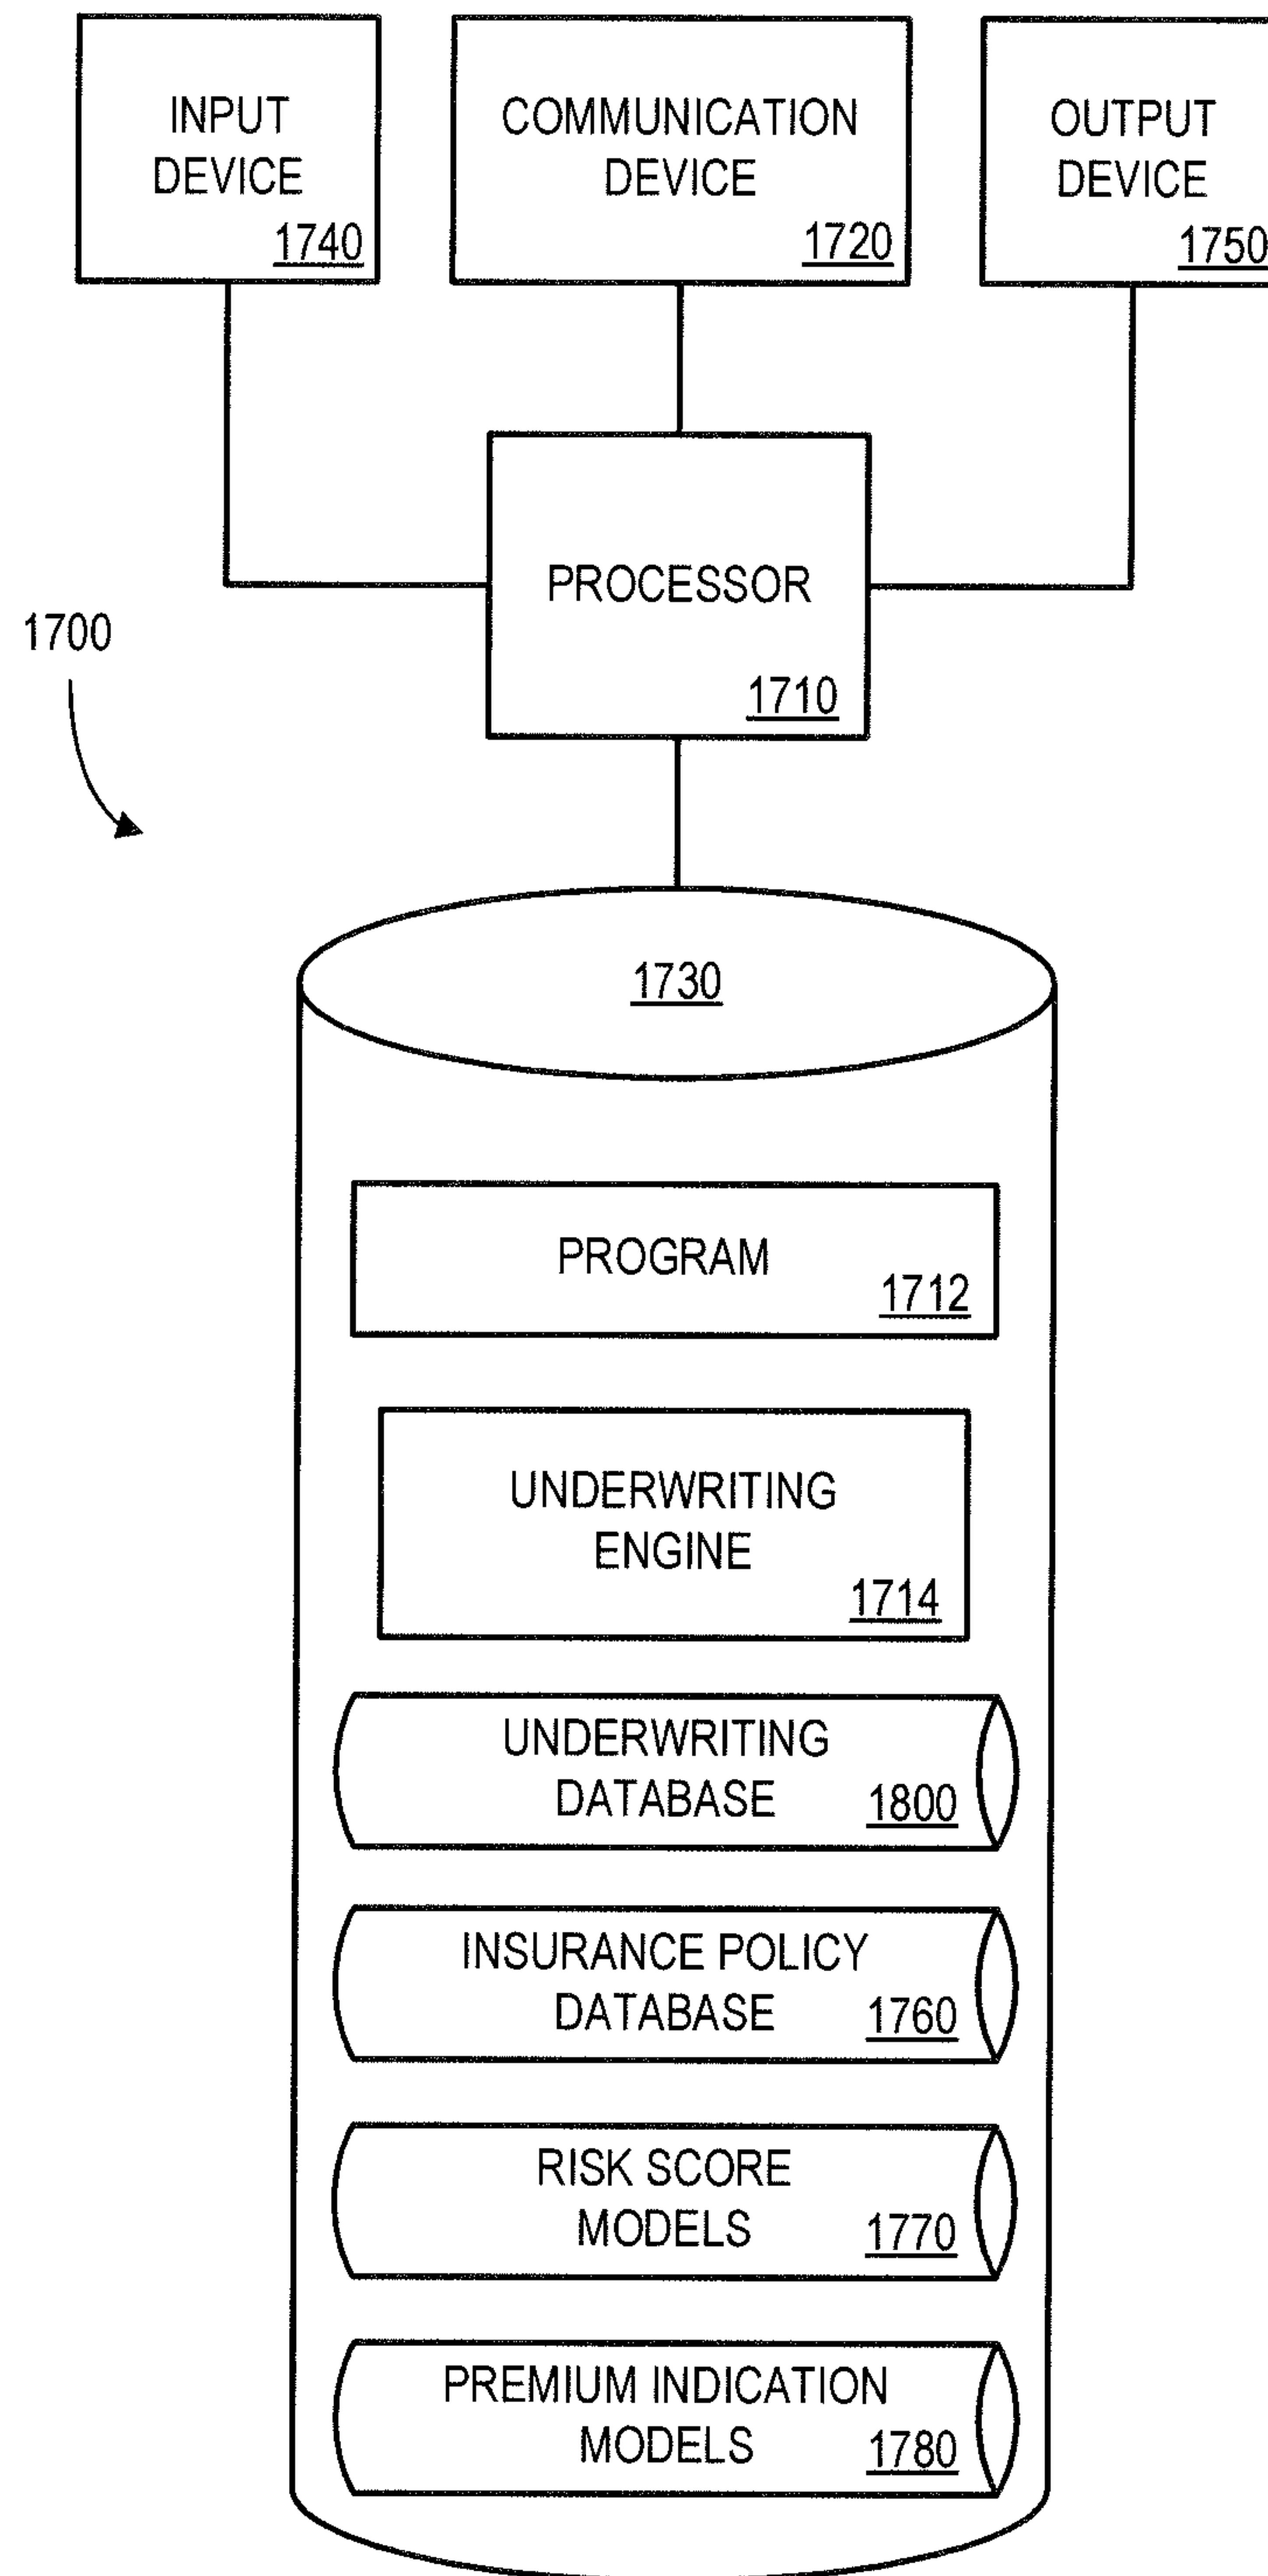 INPUT
DEVICE
1740
COMMUNICATION
DEVICE
1720
OUTPUT
DEVICE
1750
PROCESSOR
1710
1700
1730
PROGRAM
1712
UNDERWRITING
ENGINE
1714
UNDERWRITING
DATABASE
1800
INSURANCE POLICY
DATABASE
1760
RISK SCORE
MODELS
1770
PREMIUM INDICATION
MODELS
1780